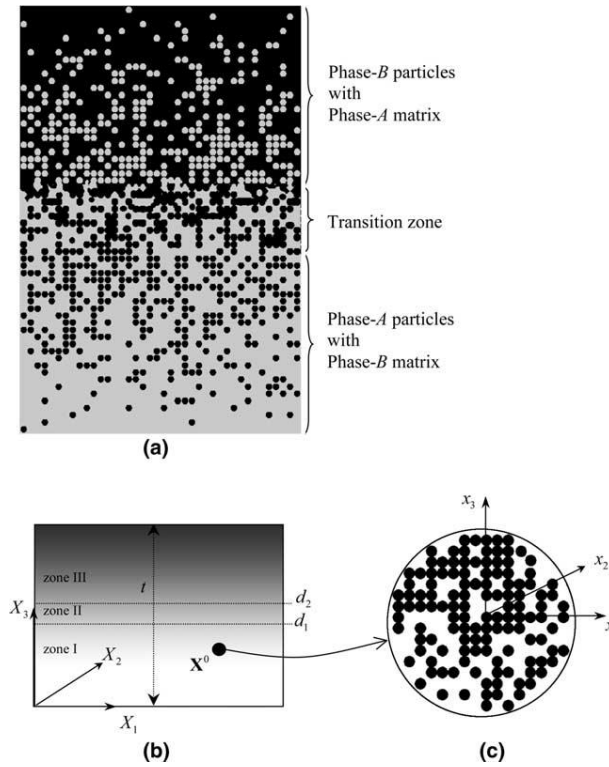 Phase-B particles
with
Phase-A matrix
Transition zone
Phase-A particles
with
Phase-B matrix
(a)
zone III
t
X₃
zone II
d₂
d₁
zone I
X₂
X⁰
X₁
(b)
x₃
x₂
x
(c)